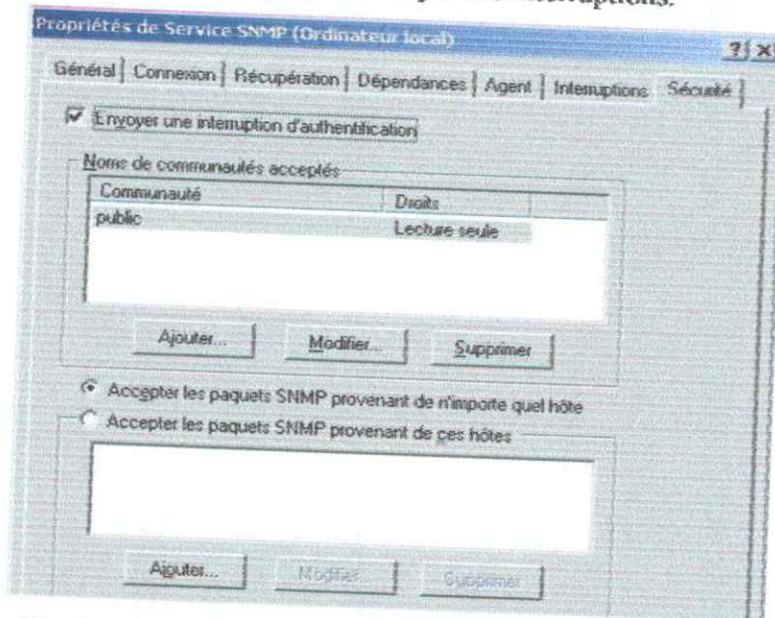 interruptions.
Propriétés de Service SNMP (Ordinateur local)
Général Connexion Récupération Dépendances Agent Interruptions Sécurité
Envoyer une interruption d'authentification
Noms de communautés acceptés
Communauté Droits
public Lecture seule
Ajouter... Modifier... Supprimer
Accepter les paquets SNMP provenant de n'importe quel hôte
Accepter les paquets SNMP provenant de ces hôtes
Ajouter... Modifier Supprimer